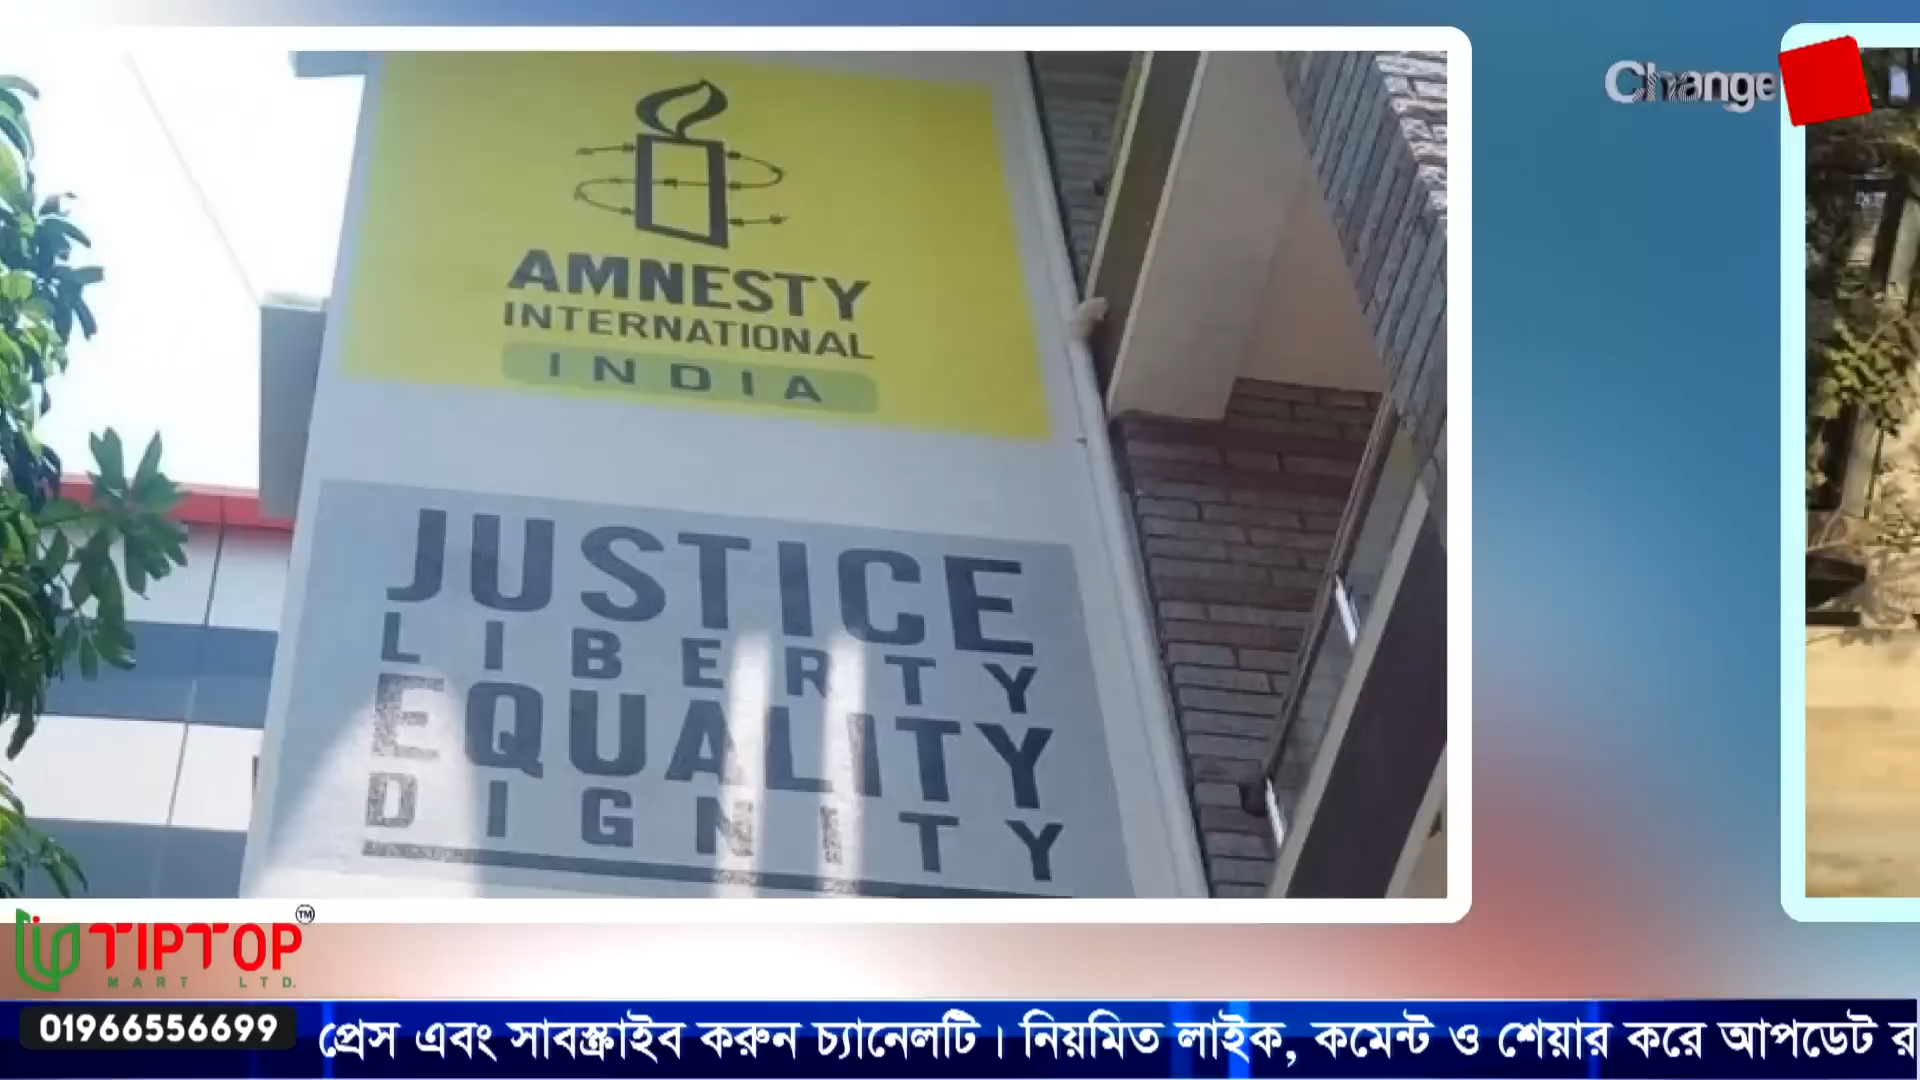 Change
AMNESTY
INTERNATIONAL
INDIA
JUSTICE
LIBERTY
EQUALITY
DIGNITY
TIPTOP
TM
MART LTD.
01966556699
প্রেস এবং সাবস্ক্রাইব করুন চ্যানেলটি । নিয়মিত লাইক, কমেন্ট ও শেয়ার করে আপডেট র